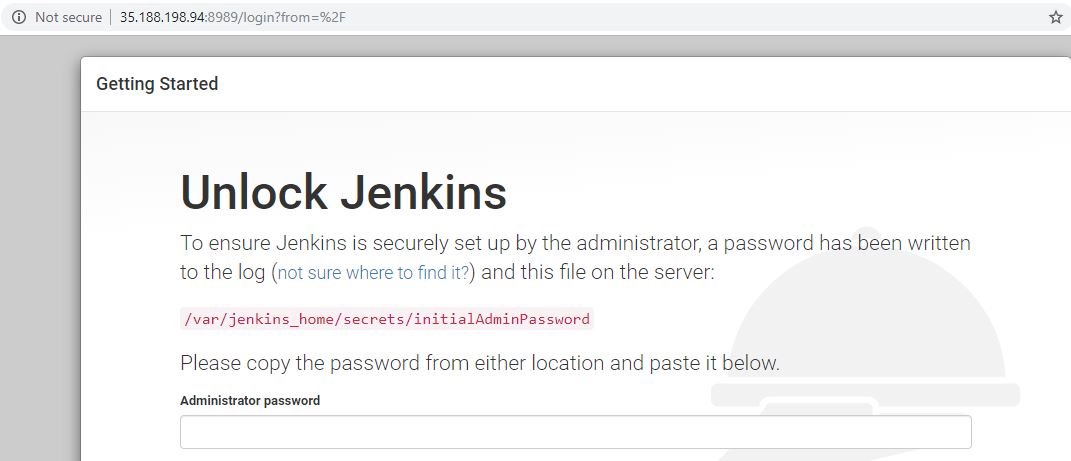 Not secure | 35.188.198.94:8989/login?from=%2F
Getting Started
Unlock Jenkins
To ensure Jenkins is securely set up by the administrator, a password has been written
to the log (not sure where to find it?) and this file on the server:
/var/jenkins_home/secrets/initialAdminPassword
Please copy the password from either location and paste it below.
Administrator password